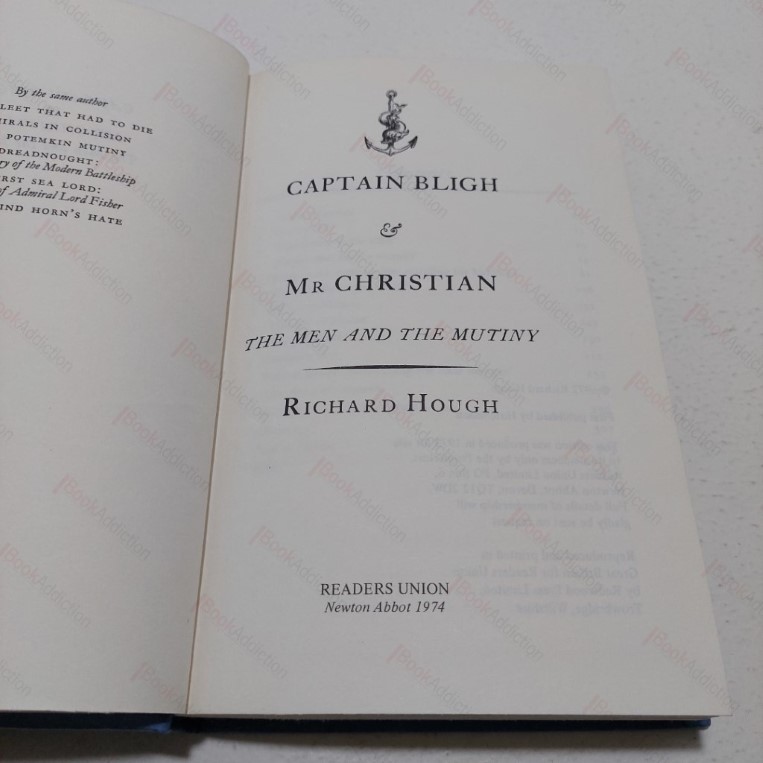 By the same author
LEET THAT HAD TO DIE
IRALS IN COLLISION
POTEMKIN MUTINY
DREADNOUGHT:
ry of the Modern Battleship
RST SEA LORD:
of Admiral Lord Fisher
IND HORN'S HATE
CAPTAIN BLIGH
&
MR CHRISTIAN
THE MEN AND THE MUTINY
RICHARD HOUGH
READERS UNION
Newton Abbot 1974
BookAddiction